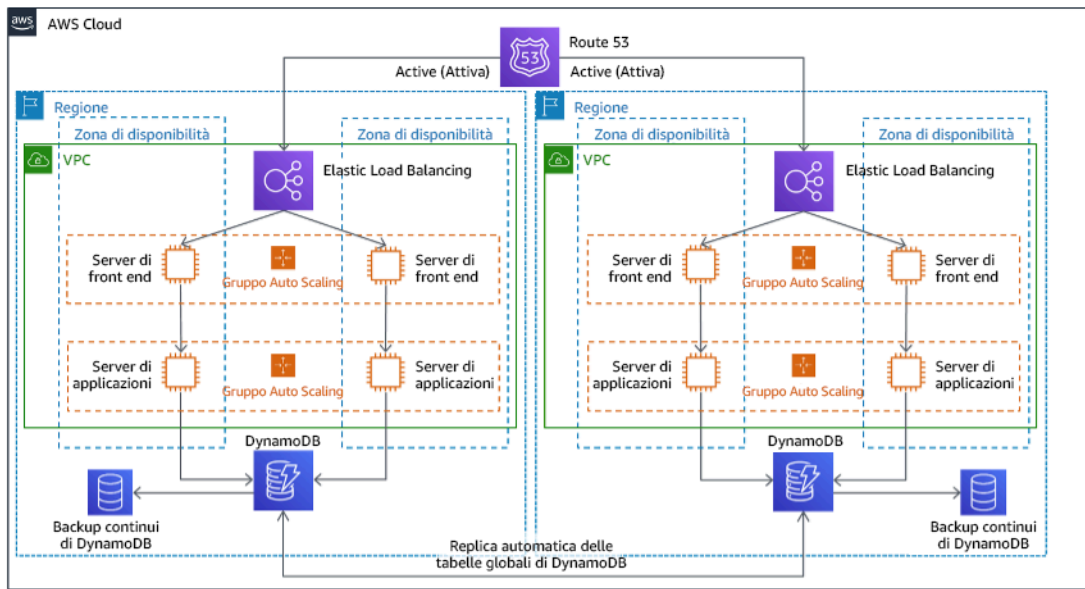 aws
AWS Cloud
Route 53
53
Active (Attiva)
Active (Attiva)
Regione
Zona di disponibilità
Zona di disponibilità
VPC
Elastic Load Balancing
Server di
front end
Gruppo Auto Scaling
Server di
front end
Server di
applicazioni
Gruppo Auto Scaling
Server di
applicazioni
DynamoDB
Backup continui
di DynamoDB
Regione
Zona di disponibilità
Zona di disponibilità
VPC
Elastic Load Balancing
Server di
front end
Gruppo Auto Scaling
Server di
front end
Server di
applicazioni
Gruppo Auto Scaling
Server di
applicazioni
DynamoDB
Backup continui
di DynamoDB
Replica automatica delle
tabelle globali di DynamoDB